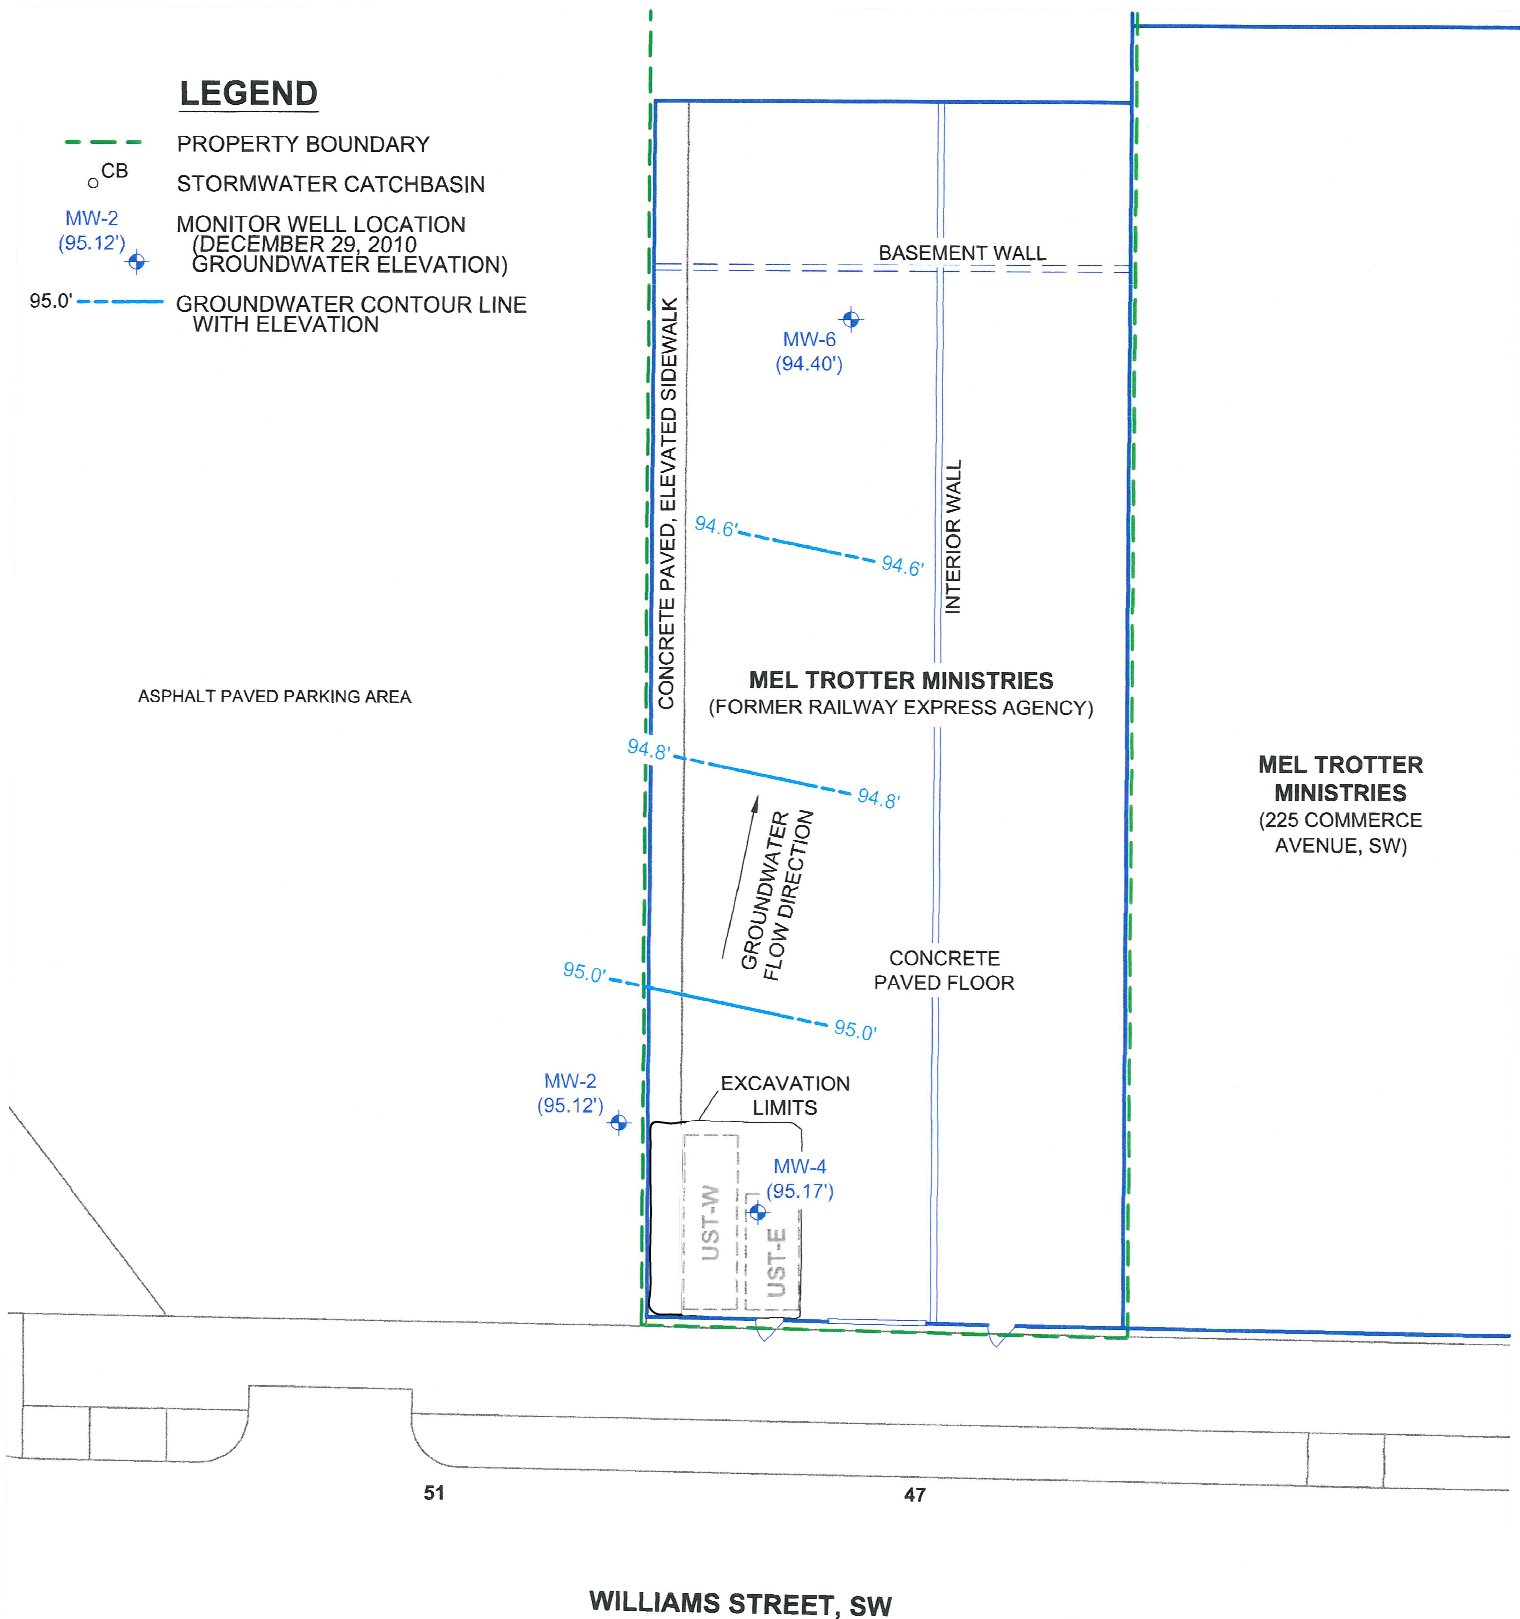 LEGEND
PROPERTY BOUNDARY
CB
STORMWATER CATCHBASIN
MW-2
(95.12')
MONITOR WELL LOCATION
(DECEMBER 29, 2010
GROUNDWATER ELEVATION)
95.0'
GROUNDWATER CONTOUR LINE
WITH ELEVATION
BASEMENT WALL
MW-6
(94.40')
CONCRETE PAVED, ELEVATED SIDEWALK
INTERIOR WALL
94.6'
94.6'
MEL TROTTER MINISTRIES
(FORMER RAILWAY EXPRESS AGENCY)
ASPHALT PAVED PARKING AREA
94.8'
94.8'
MEL TROTTER
MINISTRIES
(225 COMMERCE
AVENUE, SW)
GROUNDWATER
FLOW DIRECTION
CONCRETE
PAVED FLOOR
95.0'
95.0'
MW-2
(95.12')
EXCAVATION
LIMITS
MW-4
(95.17')
UST-W
UST-E
51
47
WILLIAMS STREET, SW